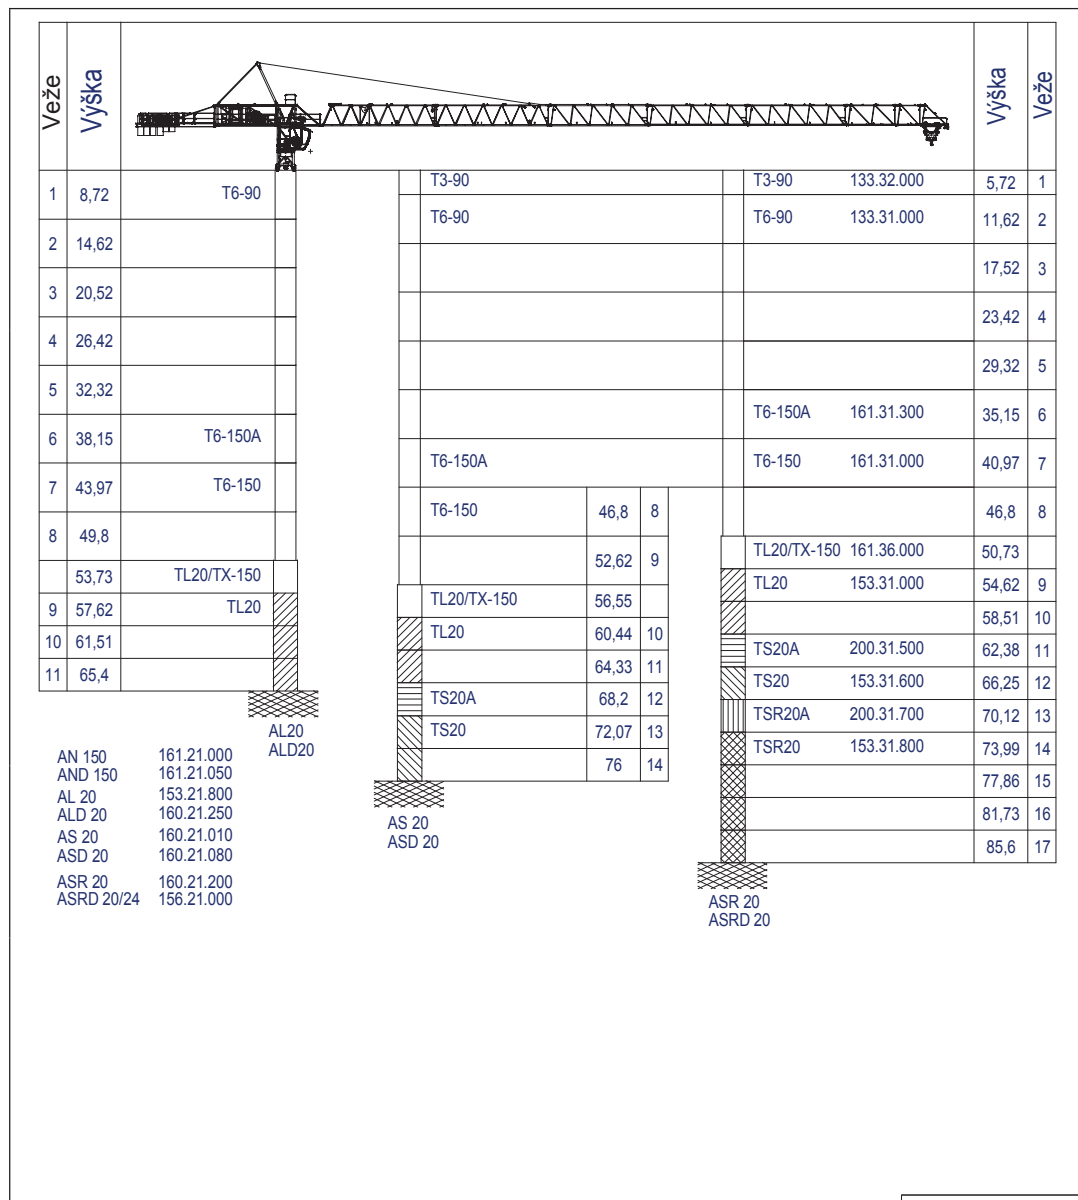 Veže Výška Výška Veže
1 8,72 T6-90
2 14,62
3 20,52
4 26,42
5 32,32
6 38,15 T6-150A
7 43,97 T6-150
8 49,8
53,73 TL20/TX-150
9 57,62 TL20
10 61,51
11 65,4
AL20
ALD20
T3-90
T6-90
T6-150A
T6-150 46,8 8
52,62 9
TL20/TX-150 56,55
TL20 60,44 10
64,33 11
TS20A 68,2 12
TS20 72,07 13
76 14
AS 20
ASD 20
T3-90 133.32.000 5,72 1
T6-90 133.31.000 11,62 2
17,52 3
23,42 4
29,32 5
T6-150A 161.31.300 35,15 6
T6-150 161.31.000 40,97 7
46,8 8
TL20/TX-150 161.36.000 50,73
TL20 153.31.000 54,62 9
58,51 10
TS20A 200.31.500 62,38 11
TS20 153.31.600 66,25 12
TSR20A 200.31.700 70,12 13
TSR20 153.31.800 73,99 14
77,86 15
81,73 16
85,6 17
ASR 20
ASRD 20
AN 150 161.21.000
AND 150 161.21.050
AL 20 153.21.800
ALD 20 160.21.250
AS 20 160.21.010
ASD 20 160.21.080
ASR 20 160.21.200
ASRD 20/24 156.21.000